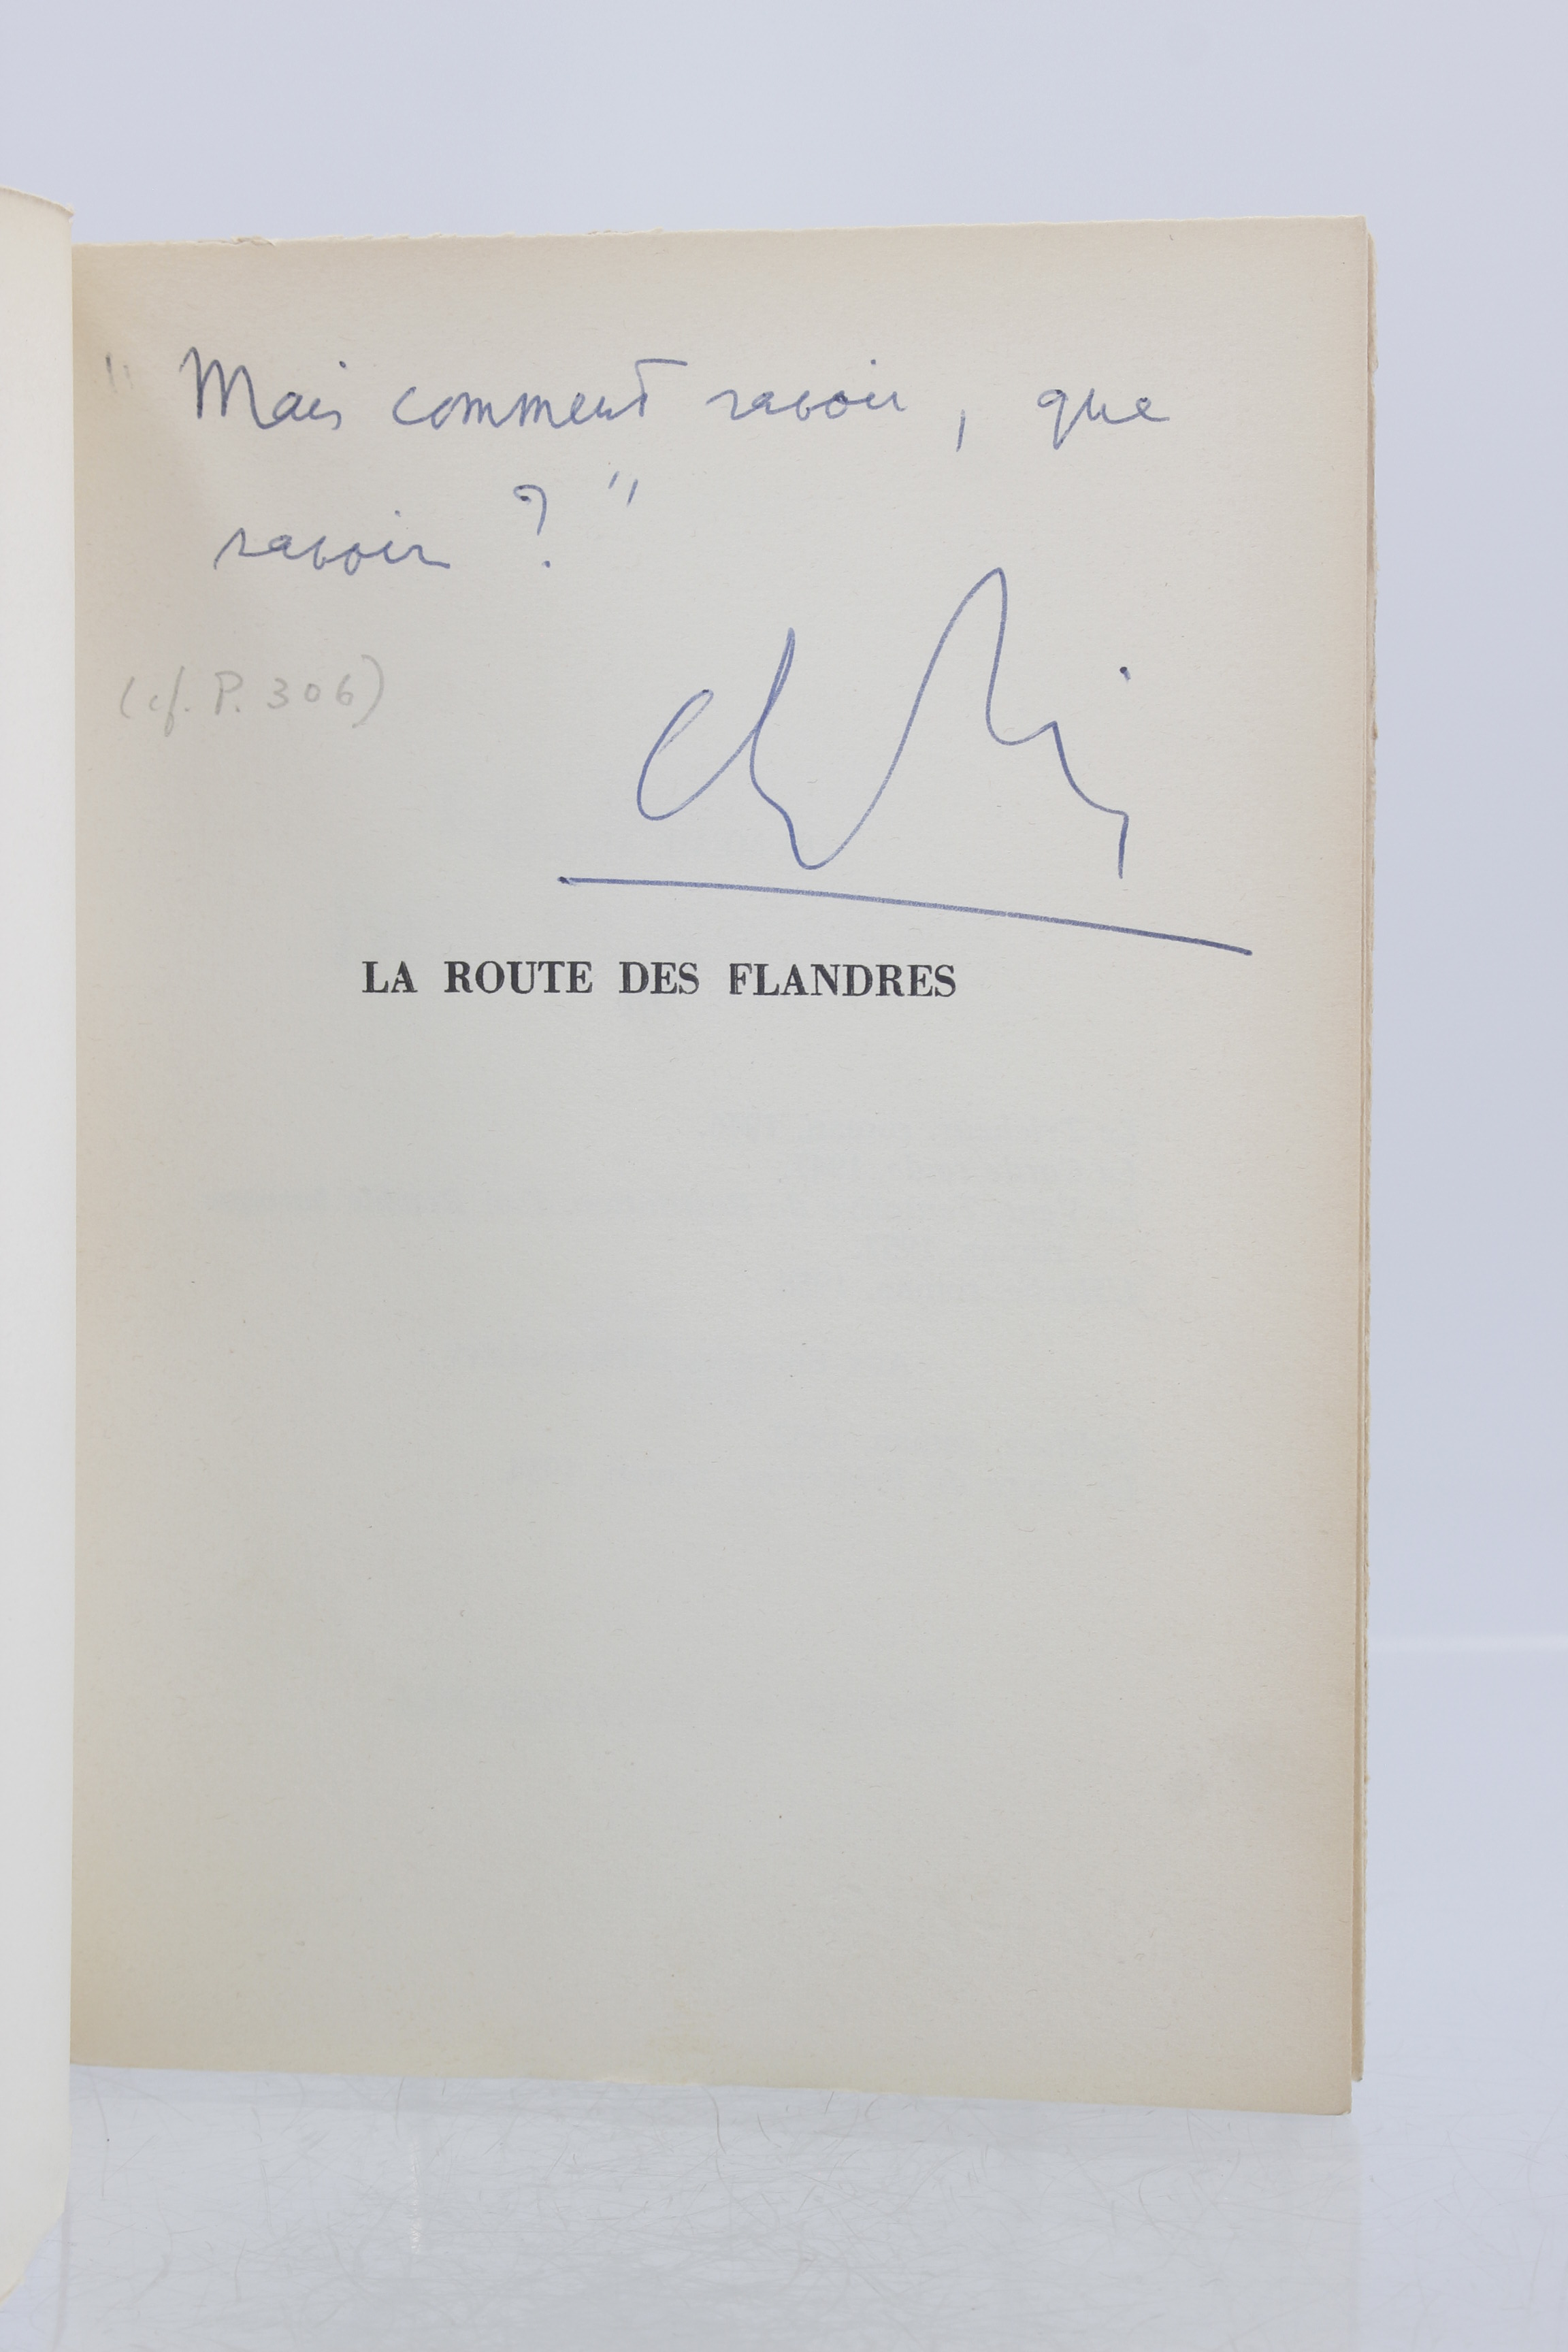 " Mais comment savoir, que
savoir ? "
(cf. P. 306)
LA ROUTE DES FLANDRES